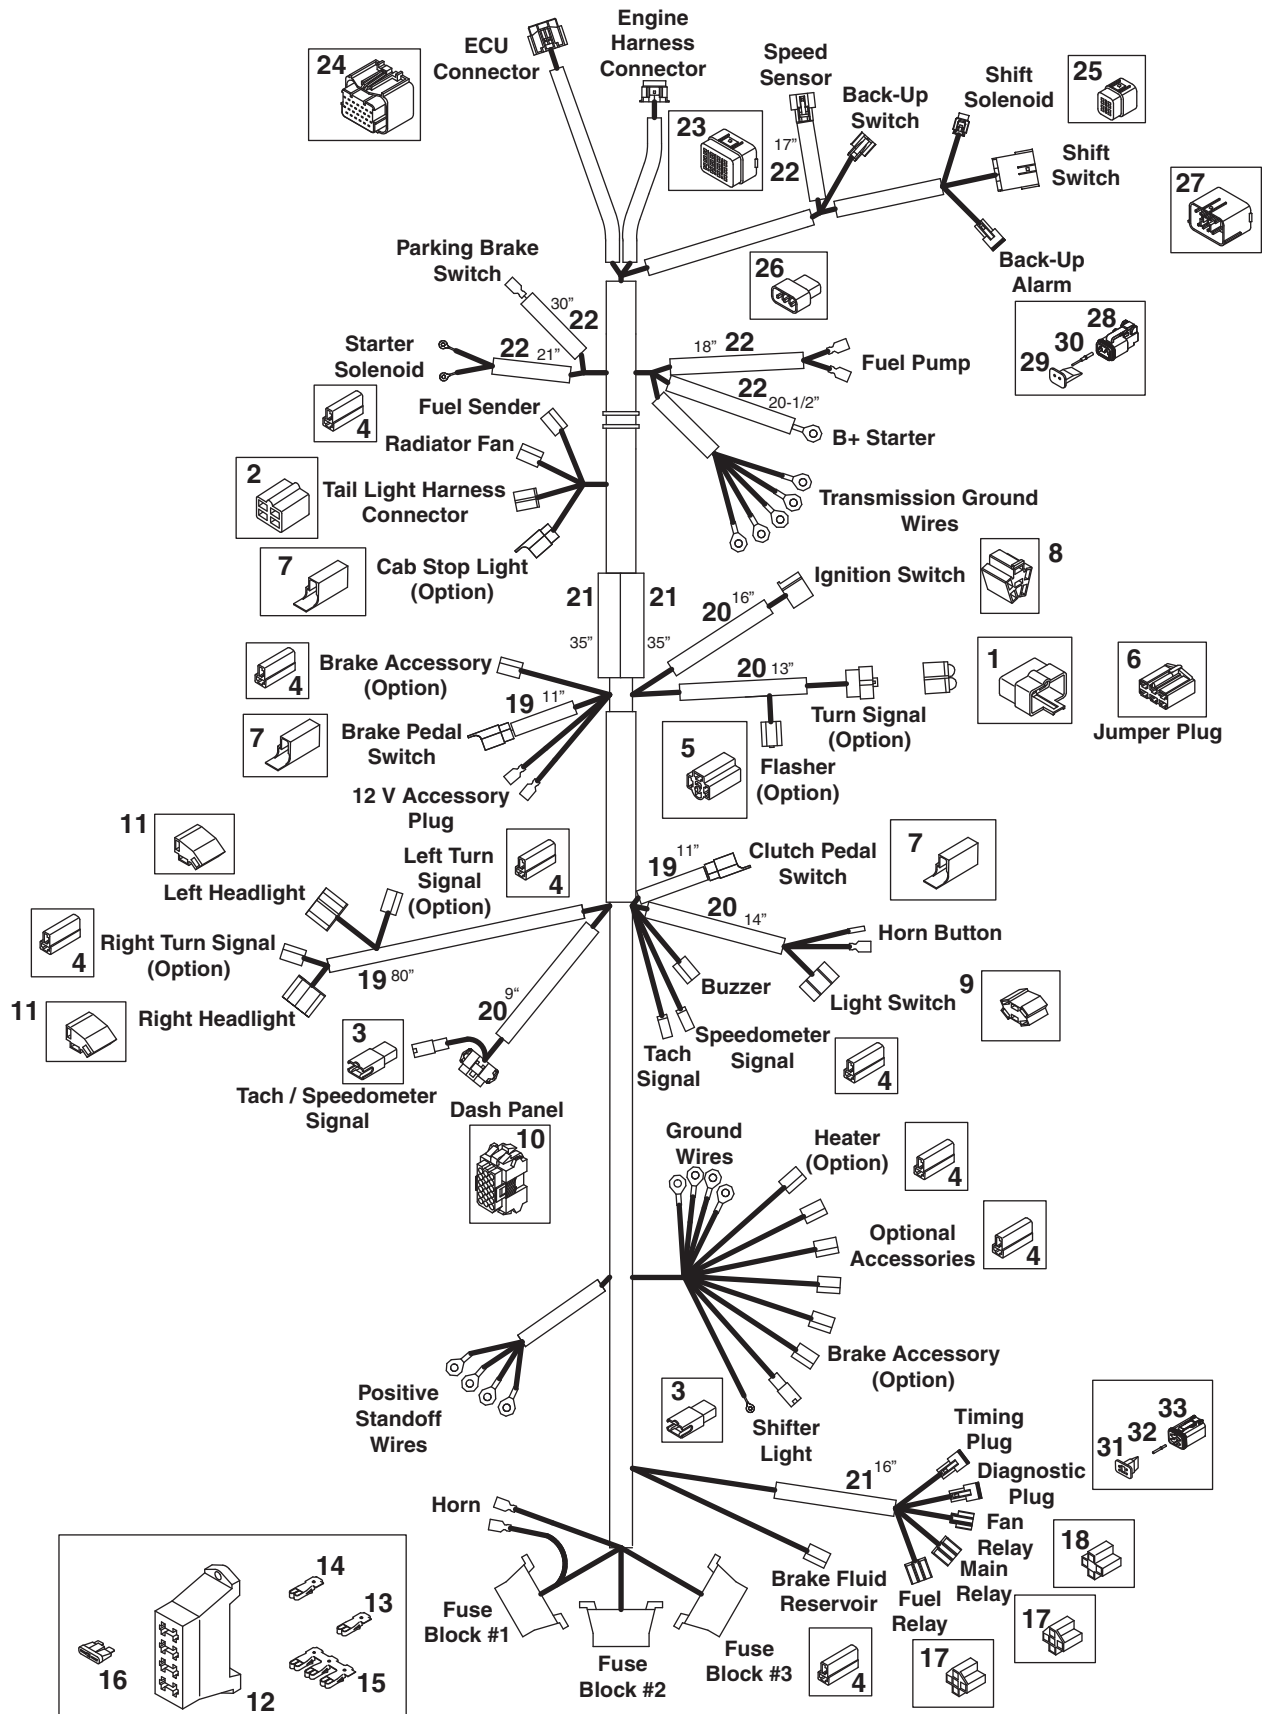 ECU
Connector
Engine
Harness
Connector
Speed
Sensor
Back-Up
Switch
Shift
Solenoid
25
24
23
17”
22
Shift
Switch
27
Parking Brake
Switch
26
Back-Up
Alarm
30”
22
28
30
29
Starter
Solenoid
22
21”
18”
22
Fuel Pump
22
20-1/2”
B+ Starter
4
Fuel Sender
Radiator Fan
2
Tail Light Harness
Connector
Transmission Ground
Wires
7
Cab Stop Light
(Option)
8
Ignition Switch
21
21
35”
35”
20
16”
4
Brake Accessory
(Option)
20
13”
1
6
Jumper Plug
19
11”
7
Brake Pedal
Switch
Turn Signal
(Option)
5
Flasher
(Option)
12 V Accessory
Plug
11
Left Headlight
Left Turn
Signal
(Option)
4
19
11”
Clutch Pedal
Switch
7
4
Right Turn Signal
(Option)
20
14”
Horn Button
19
80”
Buzzer
Light Switch
9
11
Right Headlight
20
9“
3
Tach / Speedometer
Signal
Tach
Signal
Speedometer
Signal
4
Dash Panel
10
Ground
Wires
Heater
(Option)
4
Optional
Accessories
4
Positive
Standoff
Wires
Brake Accessory
(Option)
3
Shifter
Light
Timing
Plug
33
32
31
21
16”
Diagnostic
Plug
Horn
Fan
Relay
18
Main
Relay
Fuel
Relay
Brake Fluid
Reservoir
17
17
4
Fuse
Block #1
Fuse
Block #2
Fuse
Block #3
14
13
16
15
12